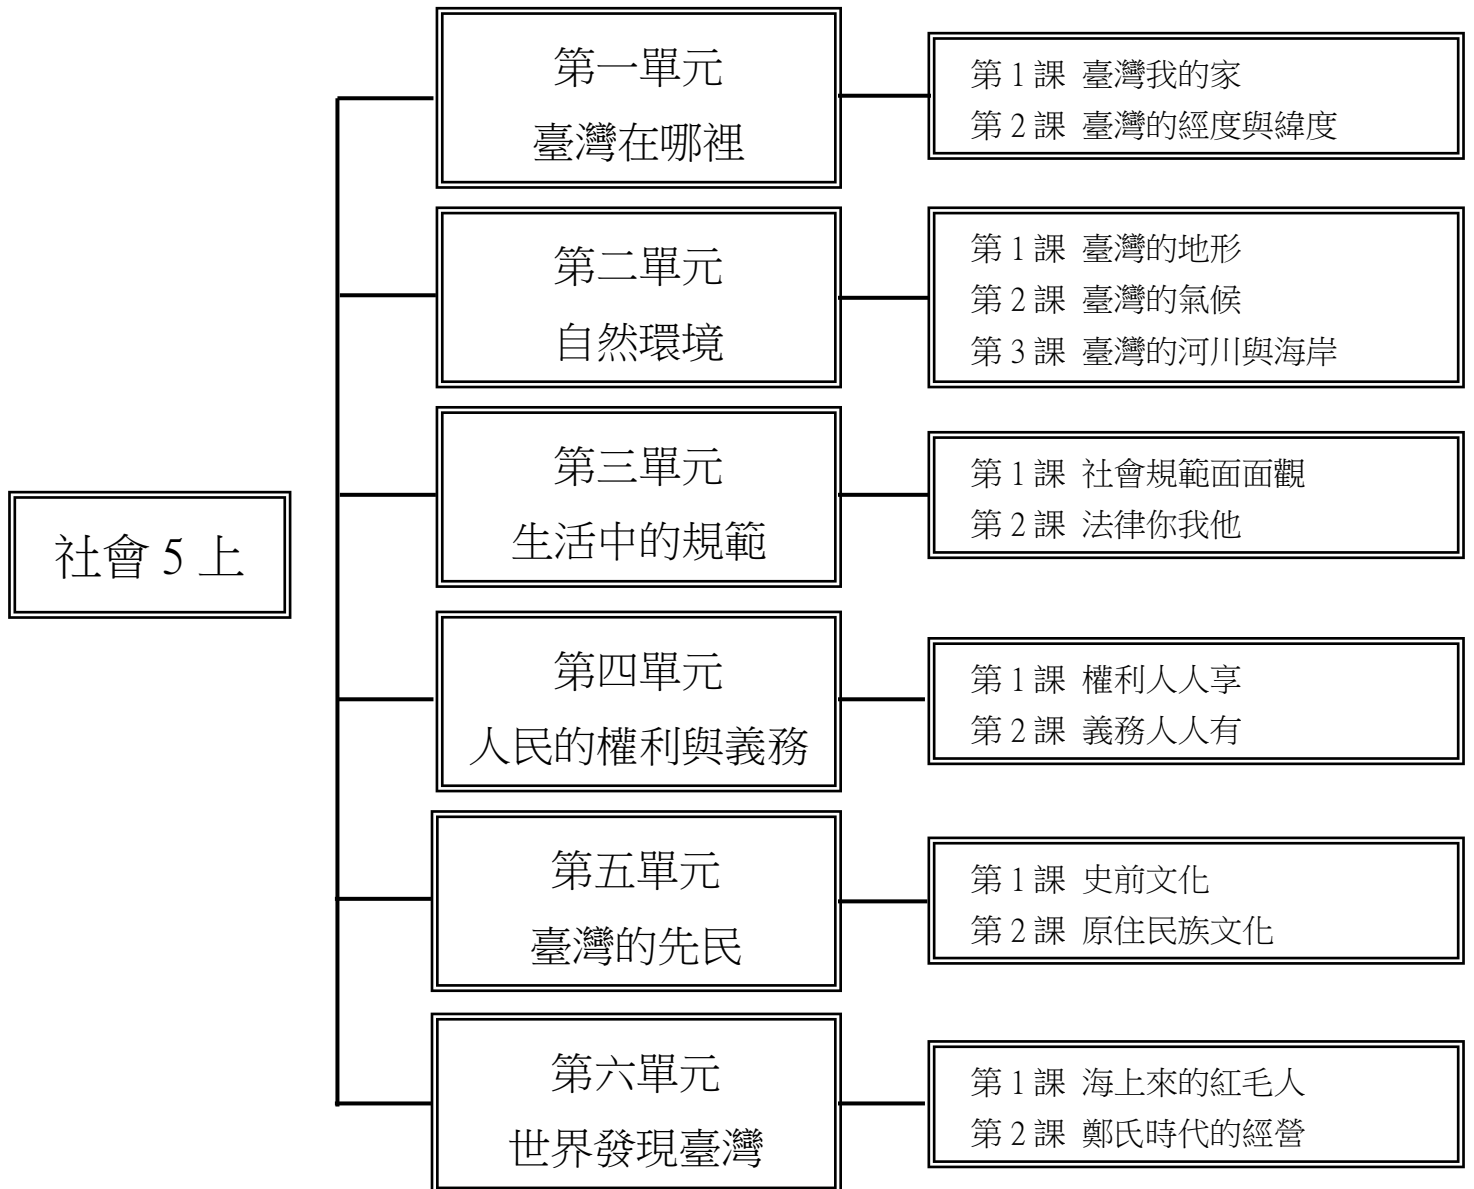 社會 5 上
第一單元
臺灣在哪裡
第 1 課 臺灣我的家
第 2 課 臺灣的經度與緯度
第二單元
自然環境
第 1 課 臺灣的地形
第 2 課 臺灣的氣候
第 3 課 臺灣的河川與海岸
第三單元
生活中的規範
第 1 課 社會規範面面觀
第 2 課 法律你我他
第四單元
人民的權利與義務
第 1 課 權利人人享
第 2 課 義務人人有
第五單元
臺灣的先民
第 1 課 史前文化
第 2 課 原住民族文化
第六單元
世界發現臺灣
第 1 課 海上來的紅毛人
第 2 課 鄭氏時代的經營